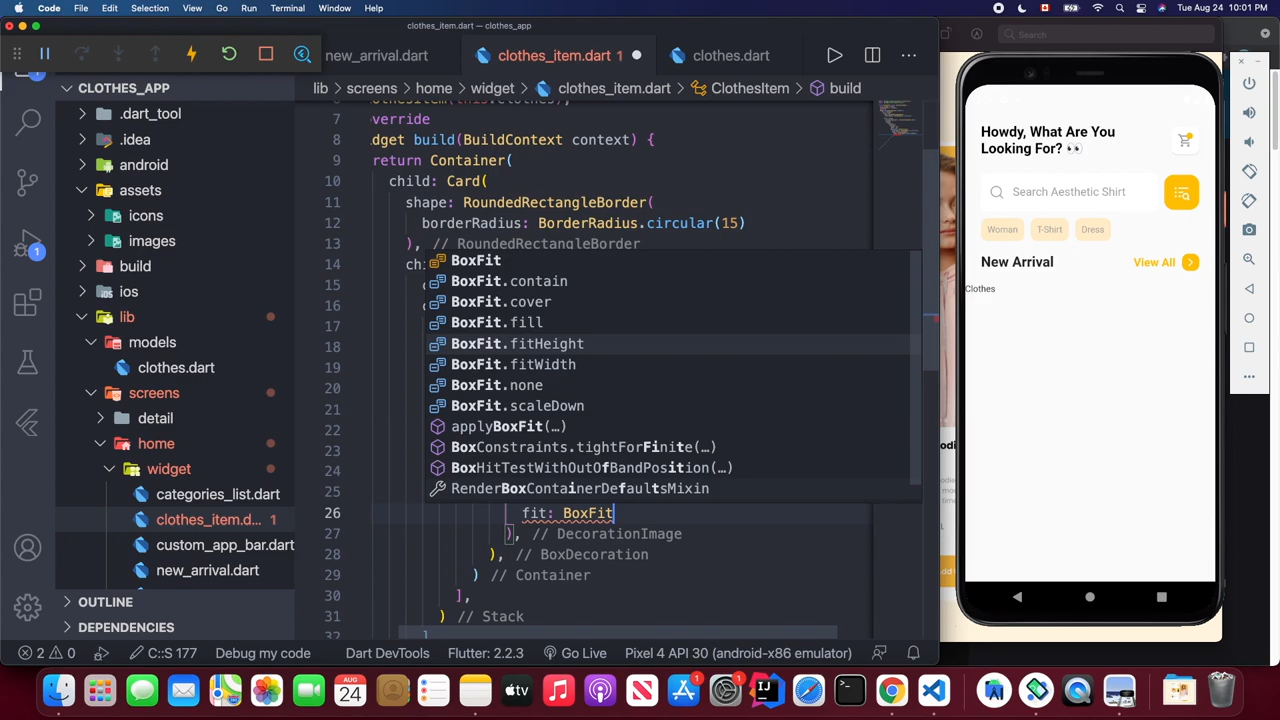 Code File Edit Selection View Go Run Terminal Window Help
Tue Aug 24 10:01 PM
clothes_item.dart — clothes_app
new_arrival.dart
clothes_item.dart 1
clothes.dart
Search
CLOTHES_APP
lib > screens > home > widget > clothes_item.dart > ClothesItem > build
.dart_tool
.idea
android
assets
icons
images
build
ios
lib
models
clothes.dart
screens
detail
home
widget
categories_list.dart
clothes_item.d... 1
custom_app_bar.dart
new_arrival.dart
OUTLINE
DEPENDENCIES
1
7 verride
8 dget build(BuildContext context) {
9 return Container(
10 child: Card(
11 shape: RoundedRectangleBorder(
12 borderRadius: BorderRadius.circular(15)
13 ), // RoundedRectangleBorder
14 ch
15
16
17
18
19
20
21
22
23
24
25
BoxFit
BoxFit.contain
BoxFit.cover
BoxFit.fill
BoxFit.fitHeight
BoxFit.fitWidth
BoxFit.none
BoxFit.scaleDown
applyBoxFit(…)
BoxConstraints.tightForFinite(…)
BoxHitTestWithOutOfBandPosition(…)
RenderBoxContainerDefaultsMixin
26 fit: BoxFit
27 ), // DecorationImage
28 ), // BoxDecoration
29 ) // Container
30 ],
31 ) // Stack
32 ]
2 0
C:S 177
Debug my code
Dart DevTools
Flutter: 2.2.3
Go Live
Pixel 4 API 30 (android-x86 emulator)
Howdy, What Are You
Looking For? 👀
Search Aesthetic Shirt
Woman
T-Shirt
Dress
New Arrival
View All
Clothes
AUG
24
tv
1
1
IJ